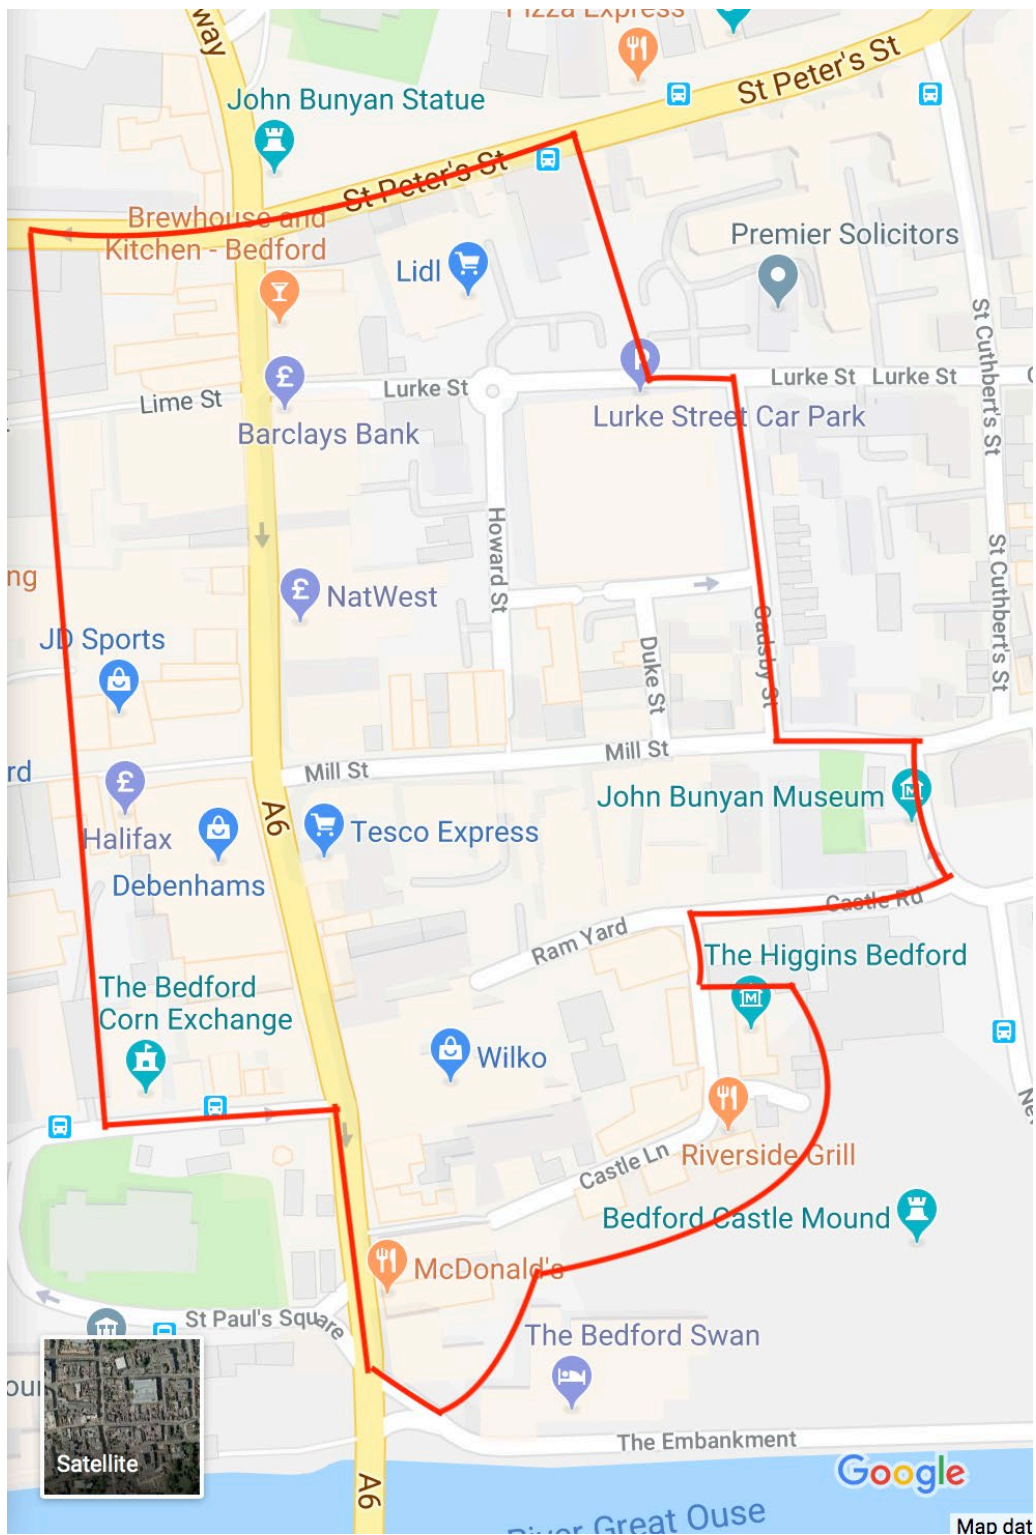 way
Pizza Express
St Peter's St
John Bunyan Statue
St Peter's St
Brewhouse and
Kitchen - Bedford
Premier Solicitors
Lidl
St Cuthbert's St
Lurke St
Lurke St
Lurke St
Lime St
Lurke Street Car Park
Barclays Bank
Howard St
St Cuthbert's St
ng
NatWest
Gadsby St
JD Sports
Duke St
Mill St
rd
Mill St
John Bunyan Museum
A6
Tesco Express
Halifax
Debenhams
Castle Rd
Ram Yard
The Higgins Bedford
The Bedford
Corn Exchange
Wilko
Riverside Grill
Castle Ln
Bedford Castle Mound
McDonald's
St Paul's Square
The Bedford Swan
Satellite
The Embankment
Google
A6
River Great Ouse
Map dat